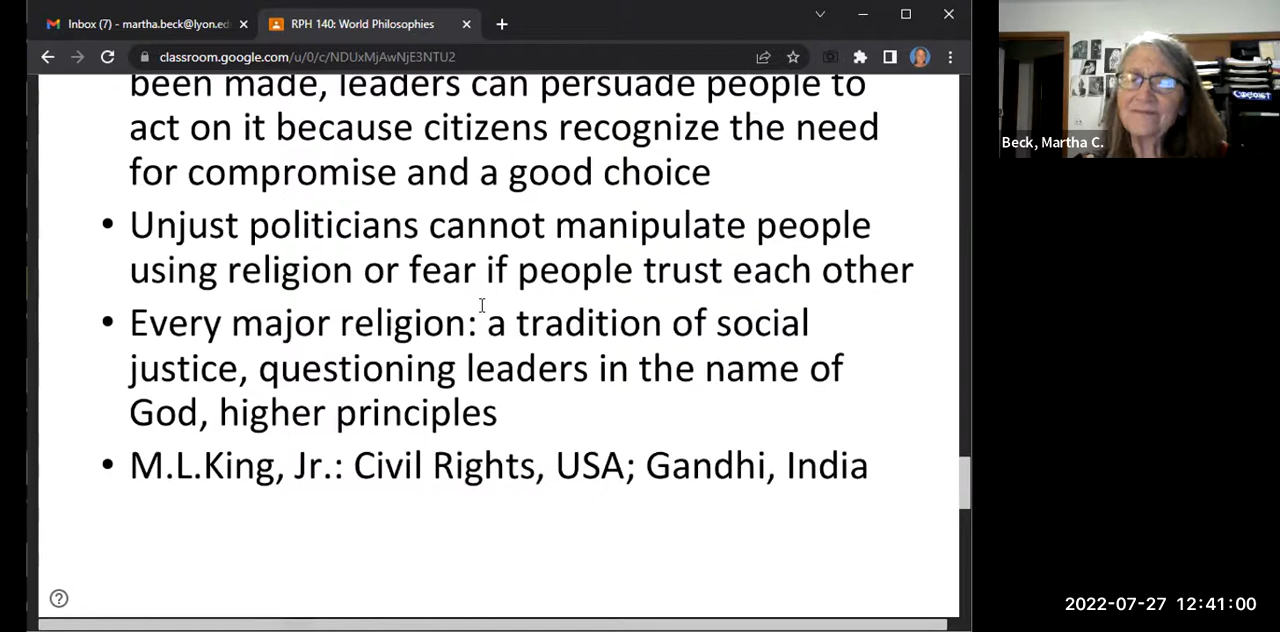 Inbox (7) - martha.beck@lyon.ed
RPH 140: World Philosophies
classroom.google.com/u/0/c/NDUxMjAwNjE3NTU2
been made, leaders can persuade people to
act on it because citizens recognize the need
for compromise and a good choice
• Unjust politicians cannot manipulate people
using religion or fear if people trust each other
• Every major religion: a tradition of social
justice, questioning leaders in the name of
God, higher principles
• M.L.King, Jr.: Civil Rights, USA; Gandhi, India
Beck, Martha C.
2022-07-27 12:41:00